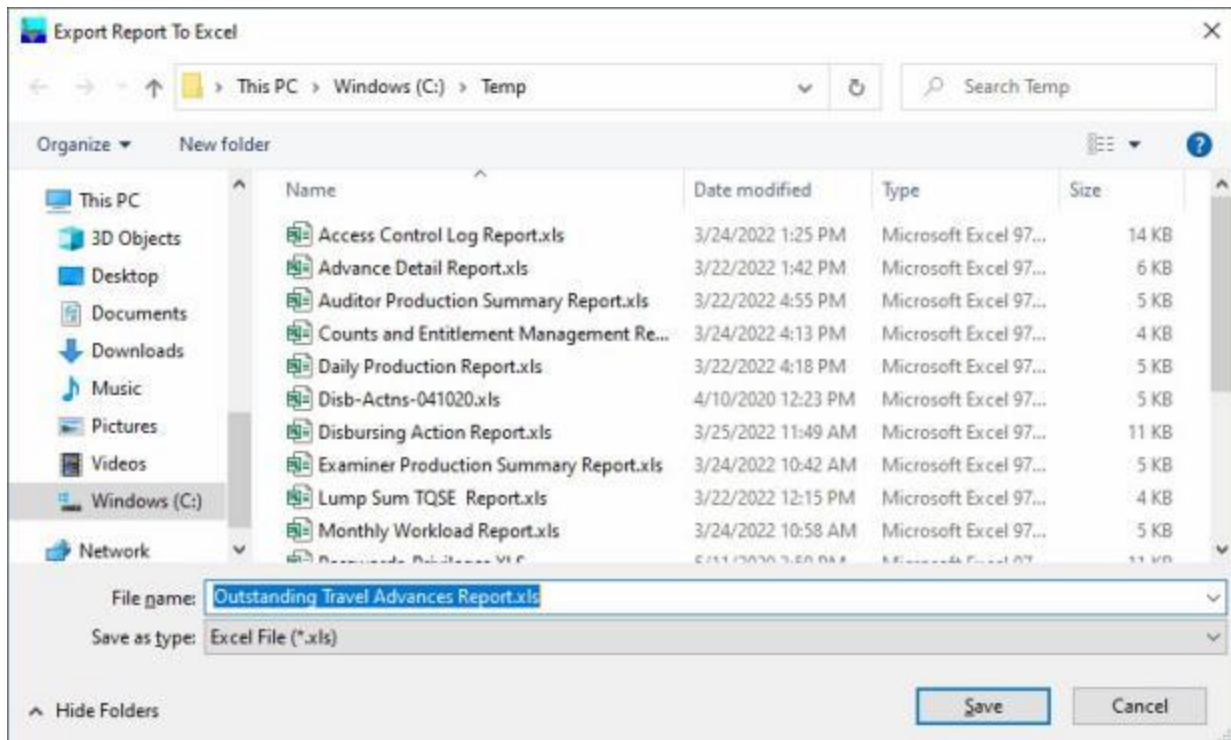 Export Report To Excel
This PC > Windows (C:) > Temp
Search Temp
Organize
New folder
This PC
3D Objects
Desktop
Documents
Downloads
Music
Pictures
Videos
Windows (C:)
Network
Name Date modified Type Size
Access Control Log Report.xls 3/24/2022 1:25 PM Microsoft Excel 97... 14 KB
Advance Detail Report.xls 3/22/2022 1:42 PM Microsoft Excel 97... 6 KB
Auditor Production Summary Report.xls 3/22/2022 4:55 PM Microsoft Excel 97... 5 KB
Counts and Entitlement Management Re... 3/24/2022 4:13 PM Microsoft Excel 97... 4 KB
Daily Production Report.xls 3/22/2022 4:18 PM Microsoft Excel 97... 5 KB
Disb-Actns-041020.xls 4/10/2020 12:23 PM Microsoft Excel 97... 5 KB
Disbursing Action Report.xls 3/25/2022 11:49 AM Microsoft Excel 97... 11 KB
Examiner Production Summary Report.xls 3/24/2022 10:42 AM Microsoft Excel 97... 5 KB
Lump Sum TQSE  Report.xls 3/22/2022 12:15 PM Microsoft Excel 97... 4 KB
Monthly Workload Report.xls 3/24/2022 10:58 AM Microsoft Excel 97... 5 KB
File name: Outstanding Travel Advances Report.xls
Save as type: Excel File (*.xls)
Hide Folders
Save
Cancel